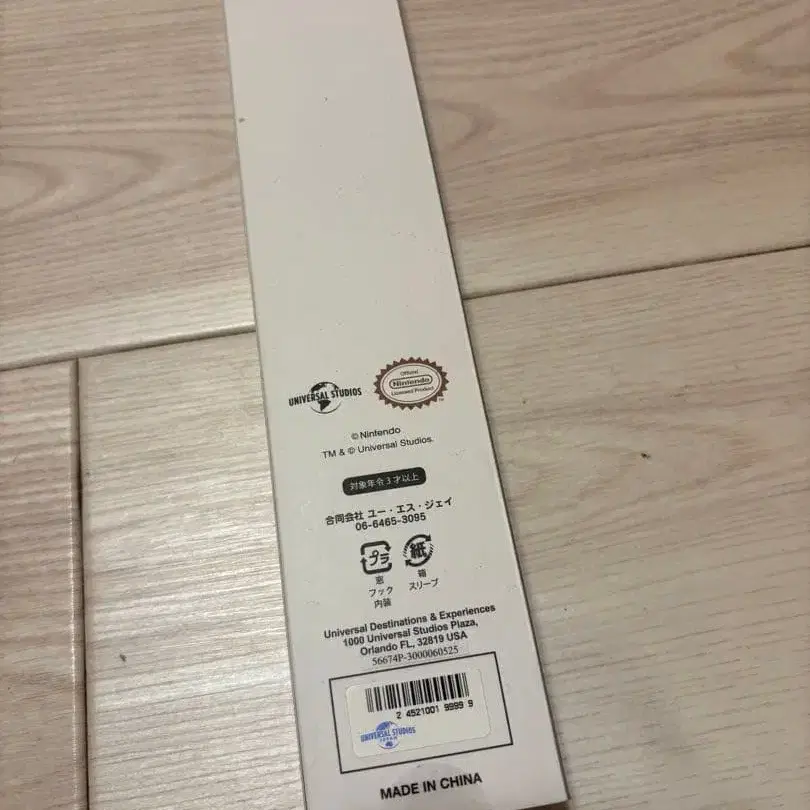 UNIVERSAL STUDIOS
Official
Nintendo
Licensed Product
©Nintendo
TM & © Universal Studios.
対象年令3才以上
合同会社 ユー・エス・ジェイ
06-6465-3095
プラ
紙
窓
フック
内装
箱
スリーブ
Universal Destinations & Experiences
1000 Universal Studios Plaza,
Orlando FL, 32819 USA
56674P-3000060525
2 4521001 9999 9
UNIVERSAL STUDIOS
JAPAN
MADE IN CHINA